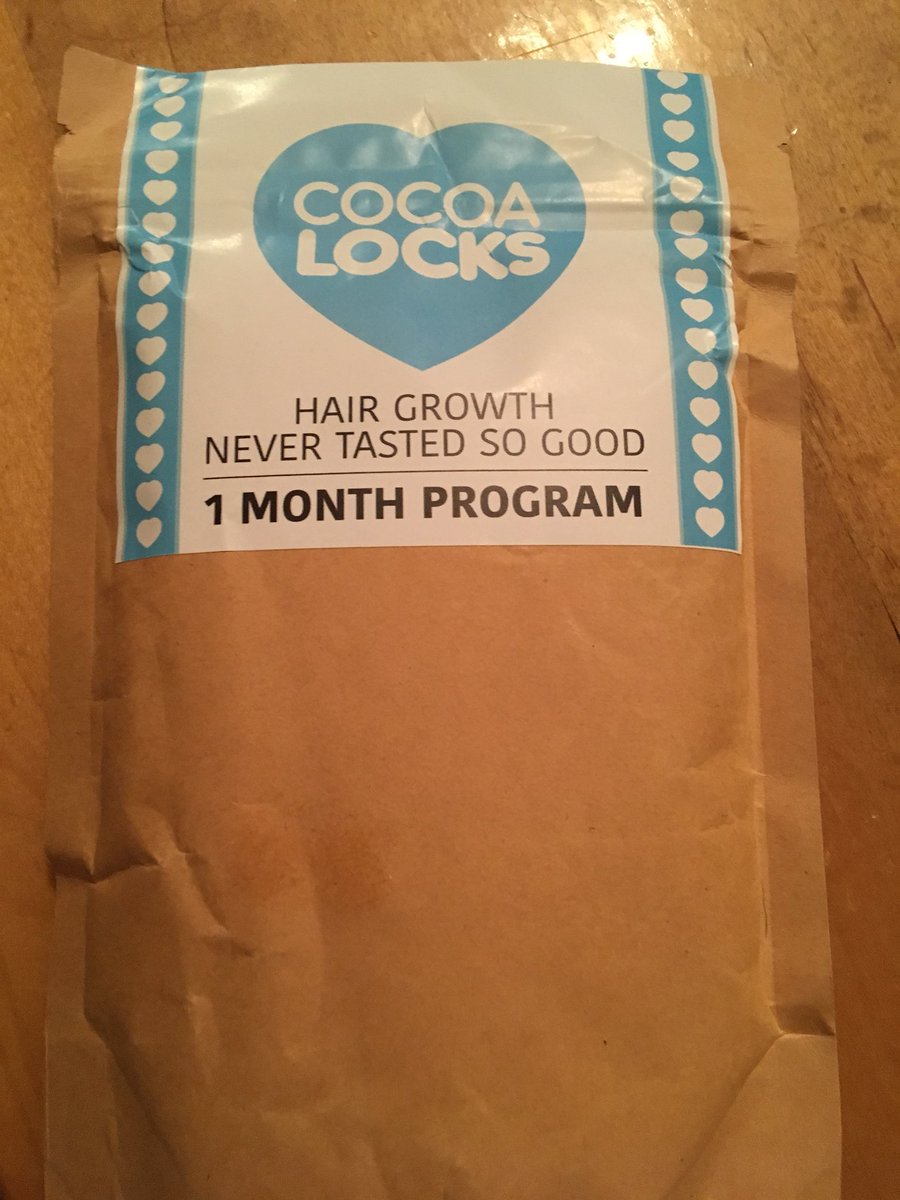 COCOA
LOCKS
HAIR GROWTH
NEVER TASTED SO GOOD
1 MONTH PROGRAM